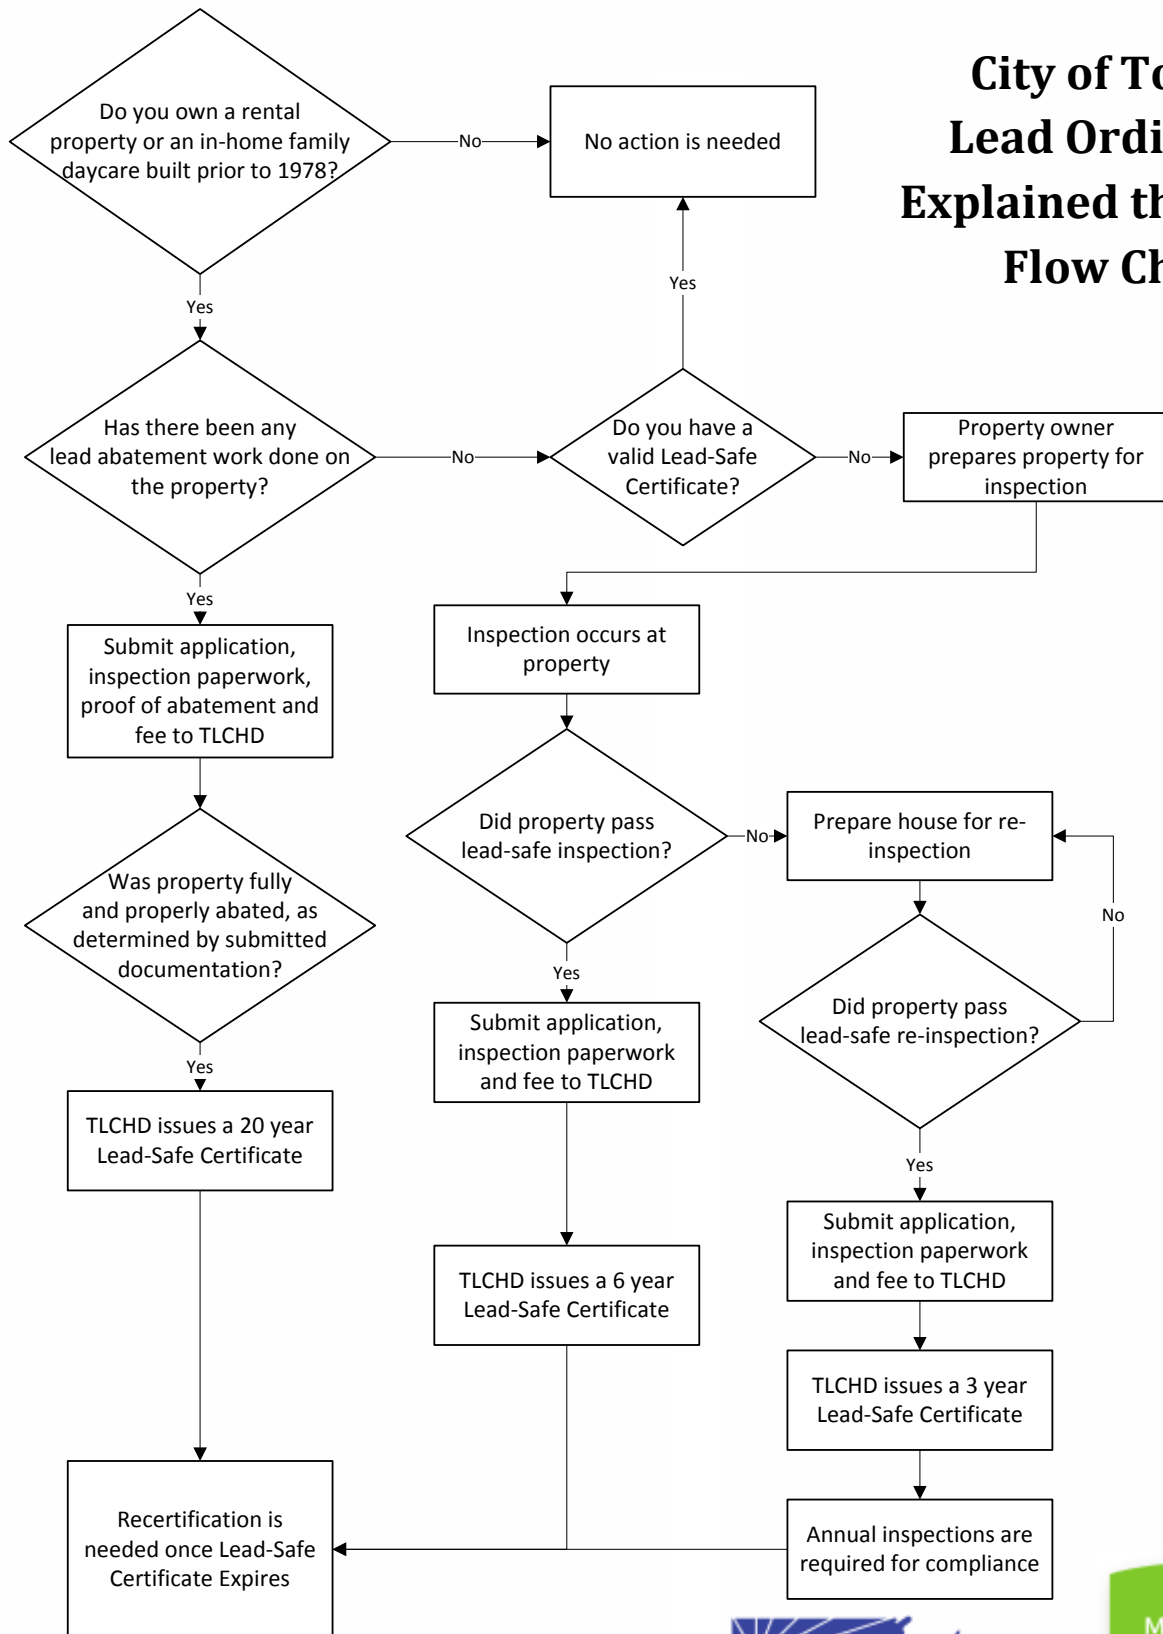 City of To
Lead Ordi
Explained th
Flow Ch
Do you own a rental
property or an in-home family
daycare built prior to 1978?
No
No action is needed
Yes
Yes
Has there been any
lead abatement work done on
the property?
No
Do you have a
valid Lead-Safe
Certificate?
No
Property owner
prepares property for
inspection
Yes
Submit application,
inspection paperwork,
proof of abatement and
fee to TLCHD
Inspection occurs at
property
Did property pass
lead-safe inspection?
No
Prepare house for re-
inspection
Was property fully
and properly abated, as
determined by submitted
documentation?
No
Yes
Submit application,
inspection paperwork
and fee to TLCHD
Did property pass
lead-safe re-inspection?
Yes
TLCHD issues a 20 year
Lead-Safe Certificate
Yes
Submit application,
inspection paperwork
and fee to TLCHD
TLCHD issues a 6 year
Lead-Safe Certificate
TLCHD issues a 3 year
Lead-Safe Certificate
Recertification is
needed once Lead-Safe
Certificate Expires
Annual inspections are
required for compliance
M